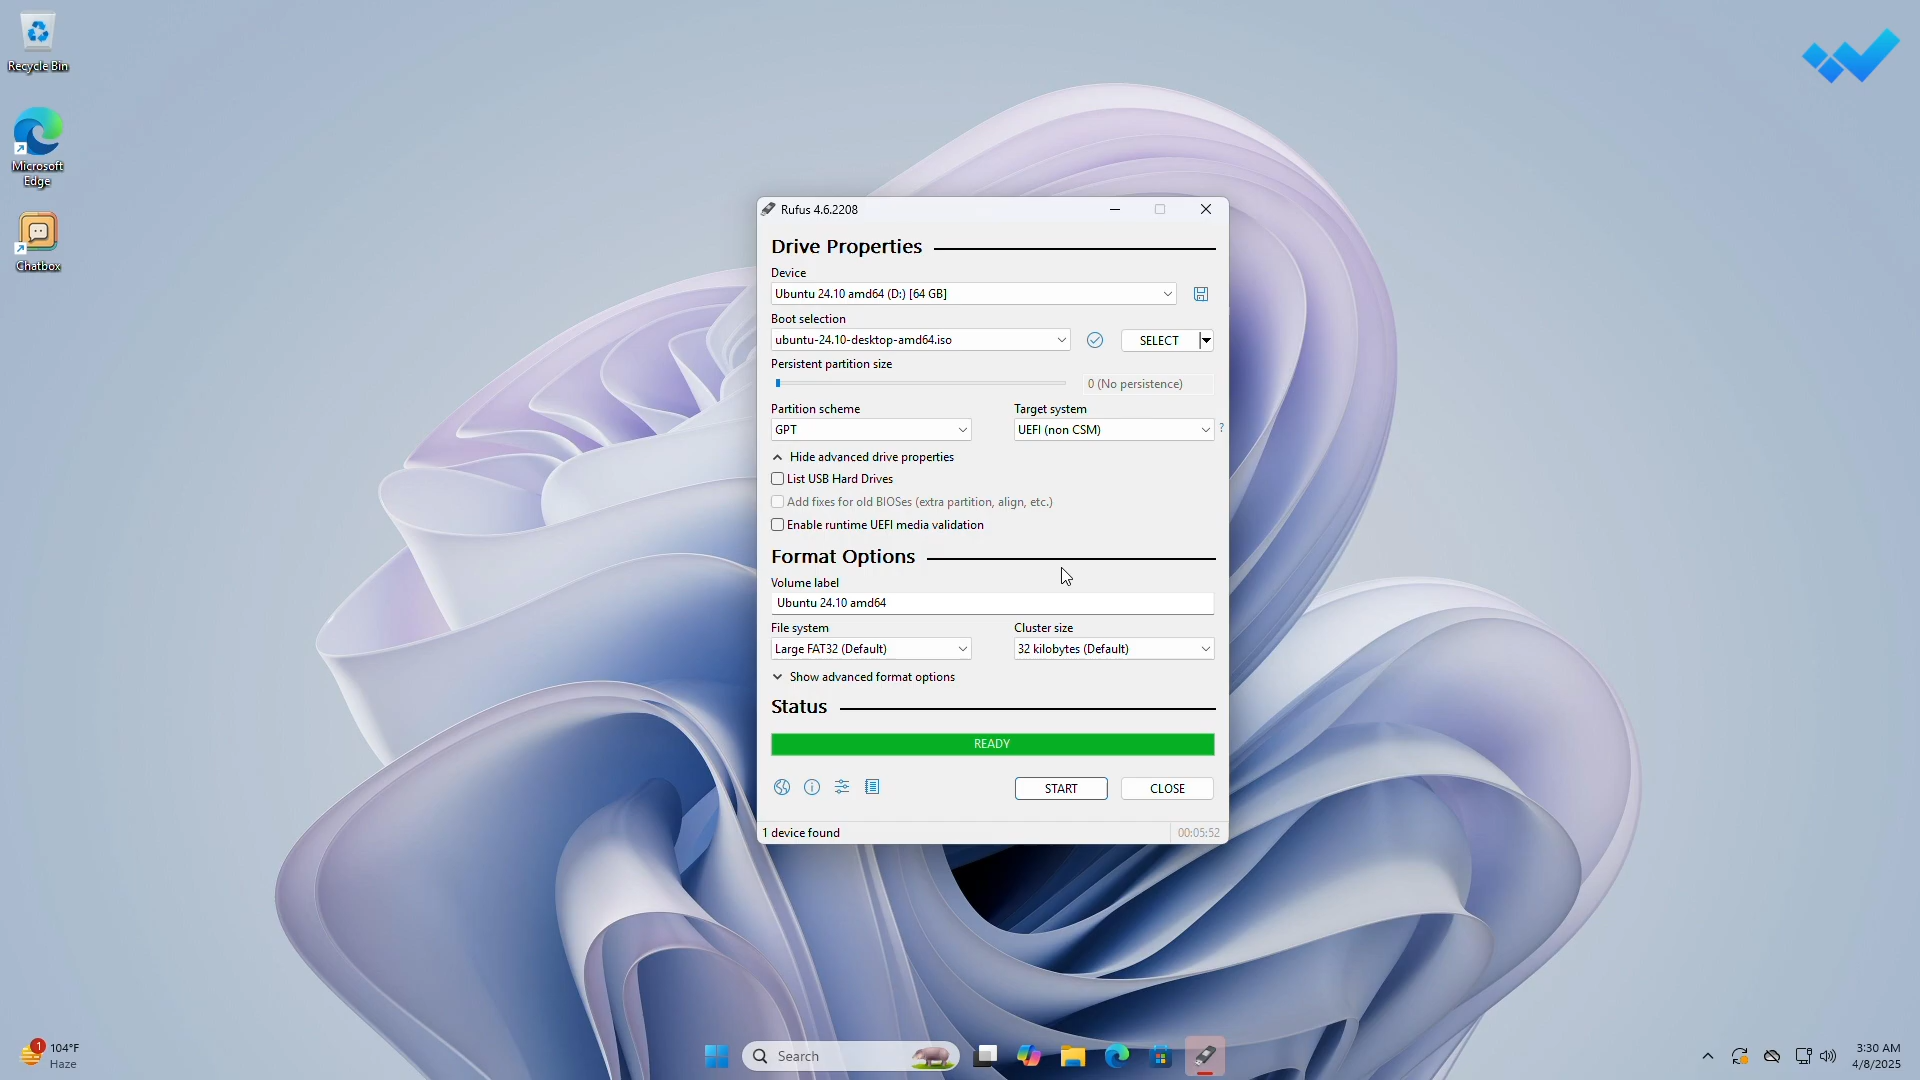 Recycle Bin
Microsoft
Edge
Chatbox
Rufus 4.6.2208
Drive Properties
Device
Ubuntu 24.10 amd64 (D:) [64 GB]
Boot selection
ubuntu-24.10-desktop-amd64.iso
SELECT
Persistent partition size
0 (No persistence)
Partition scheme
Target system
GPT
UEFI (non CSM)
?
Hide advanced drive properties
List USB Hard Drives
Add fixes for old BIOSes (extra partition, align, etc.)
Enable runtime UEFI media validation
Format Options
Volume label
Ubuntu 24.10 amd64
File system
Cluster size
Large FAT32 (Default)
32 kilobytes (Default)
Show advanced format options
Status
READY
START
CLOSE
1 device found
00:05:52
1
104°F
Haze
Search
3:30 AM
4/8/2025